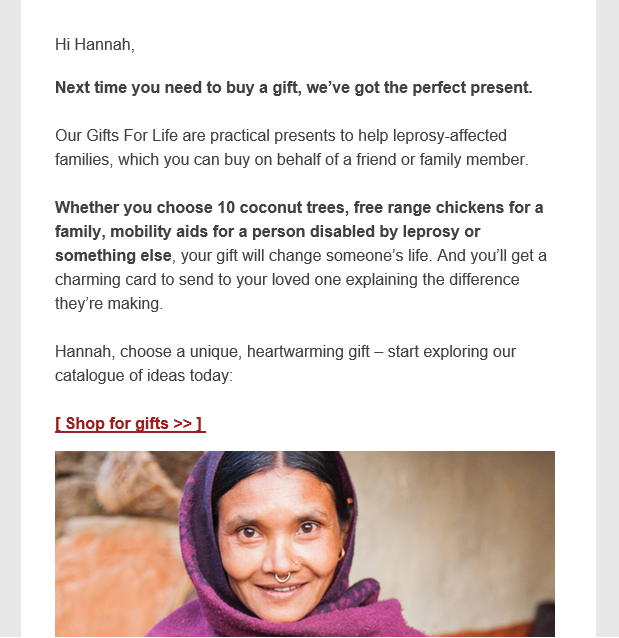 Hi Hannah,
Next time you need to buy a gift, we’ve got the perfect present.
Our Gifts For Life are practical presents to help leprosy-affected
families, which you can buy on behalf of a friend or family member.
Whether you choose 10 coconut trees, free range chickens for a
family, mobility aids for a person disabled by leprosy or
something else, your gift will change someone’s life. And you’ll get a
charming card to send to your loved one explaining the difference
they’re making.
Hannah, choose a unique, heartwarming gift – start exploring our
catalogue of ideas today:
[ Shop for gifts >> ]